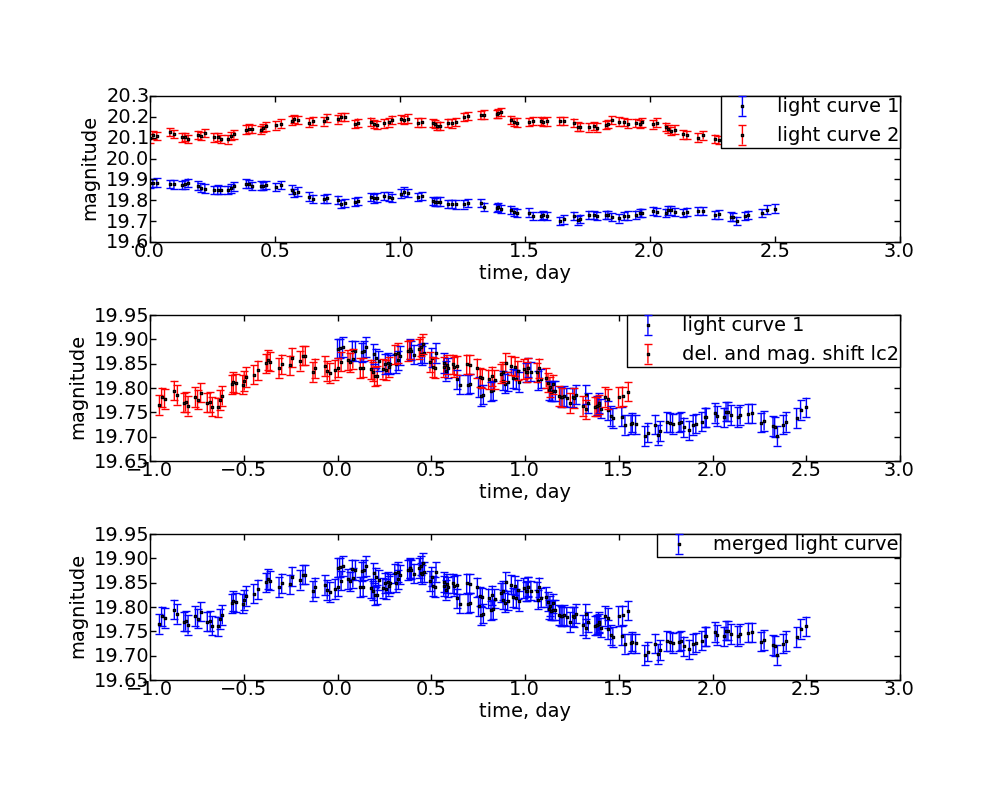 20.3
20.2
20.1
20.0
19.9
19.8
19.7
19.6
magnitude
light curve 1
light curve 2
0.0 0.5 1.0 1.5 2.0 2.5 3.0
time, day
19.95
19.90
19.85
19.80
19.75
19.70
19.65
magnitude
light curve 1
del. and mag. shift lc2
−1.0 −0.5 0.0 0.5 1.0 1.5 2.0 2.5 3.0
time, day
19.95
19.90
19.85
19.80
19.75
19.70
19.65
magnitude
merged light curve
−1.0 −0.5 0.0 0.5 1.0 1.5 2.0 2.5 3.0
time, day